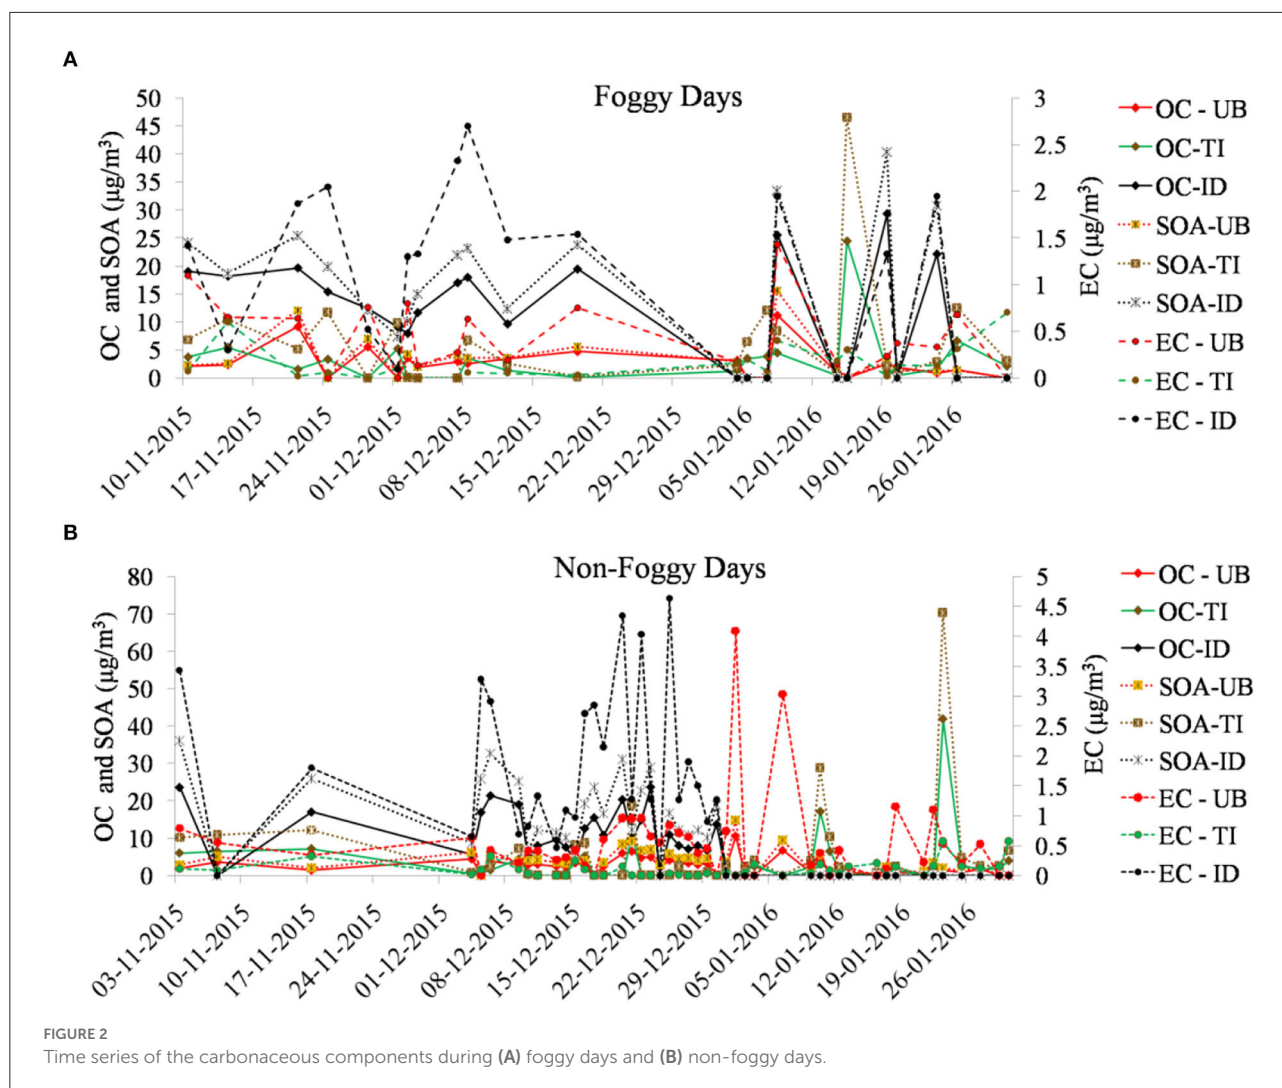 A
Foggy Days
OC and SOA (µg/m³)
50
45
40
35
30
25
20
15
10
5
0
3
2.5
2
1.5
1
0.5
0
EC (µg/m³)
10-11-2015
17-11-2015
24-11-2015
01-12-2015
08-12-2015
15-12-2015
22-12-2015
29-12-2015
05-01-2016
12-01-2016
19-01-2016
26-01-2016
OC - UB
OC-TI
OC-ID
SOA-UB
SOA-TI
SOA-ID
EC - UB
EC - TI
EC - ID
B
Non-Foggy Days
OC and SOA (µg/m³)
80
70
60
50
40
30
20
10
0
5
4.5
4
3.5
3
2.5
2
1.5
1
0.5
0
EC (µg/m³)
03-11-2015
10-11-2015
17-11-2015
24-11-2015
01-12-2015
08-12-2015
15-12-2015
22-12-2015
29-12-2015
05-01-2016
12-01-2016
19-01-2016
26-01-2016
OC - UB
OC-TI
OC-ID
SOA-UB
SOA-TI
SOA-ID
EC - UB
EC - TI
EC - ID
FIGURE 2
Time series of the carbonaceous components during (A) foggy days and (B) non-foggy days.